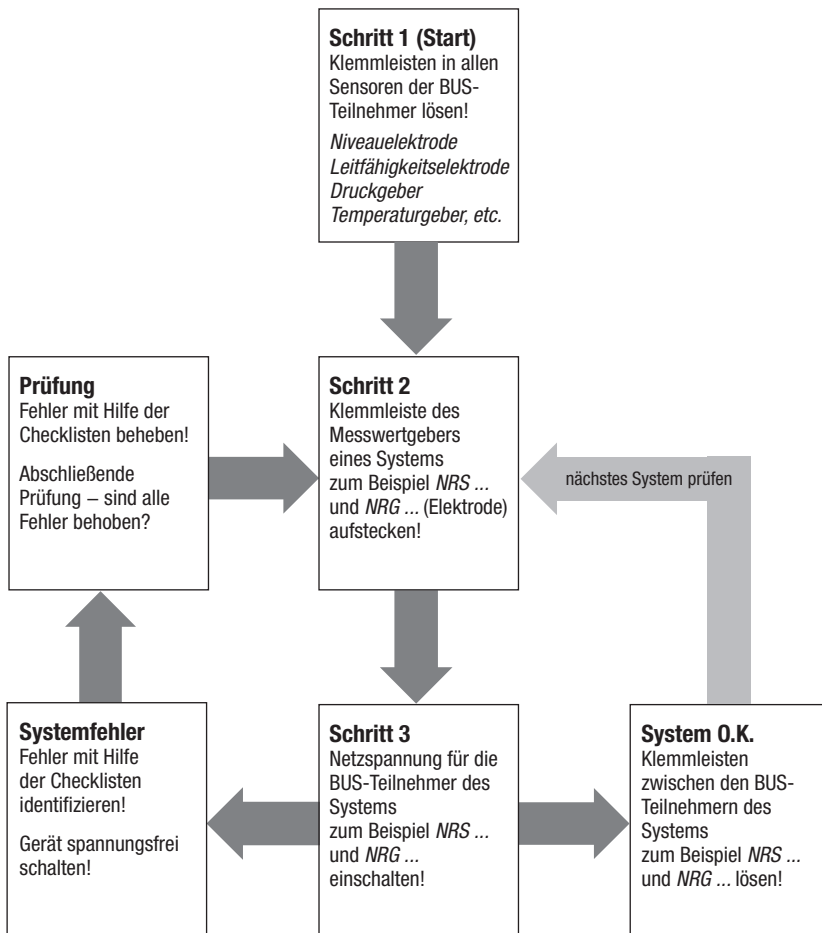 Schritt 1 (Start)
Klemmleisten in allen
Sensoren der BUS-
Teilnehmer lösen!
Niveauelektrode
Leitfähigkeitselektrode
Druckgeber
Temperaturgeber, etc.
Prüfung
Fehler mit Hilfe der
Checklisten beheben!
Abschließende
Prüfung – sind alle
Fehler behoben?
Schritt 2
Klemmleiste des
Messwertgebers
eines Systems
zum Beispiel NRS ...
und NRG ... (Elektrode)
aufstecken!
nächstes System prüfen
Systemfehler
Fehler mit Hilfe
der Checklisten
identifizieren!
Gerät spannungsfrei
schalten!
Schritt 3
Netzspannung für die
BUS-Teilnehmer des
Systems
zum Beispiel NRS ...
und NRG ...
einschalten!
System O.K.
Klemmleisten
zwischen den BUS-
Teilnehmern des
Systems
zum Beispiel NRS ...
und NRG ... lösen!